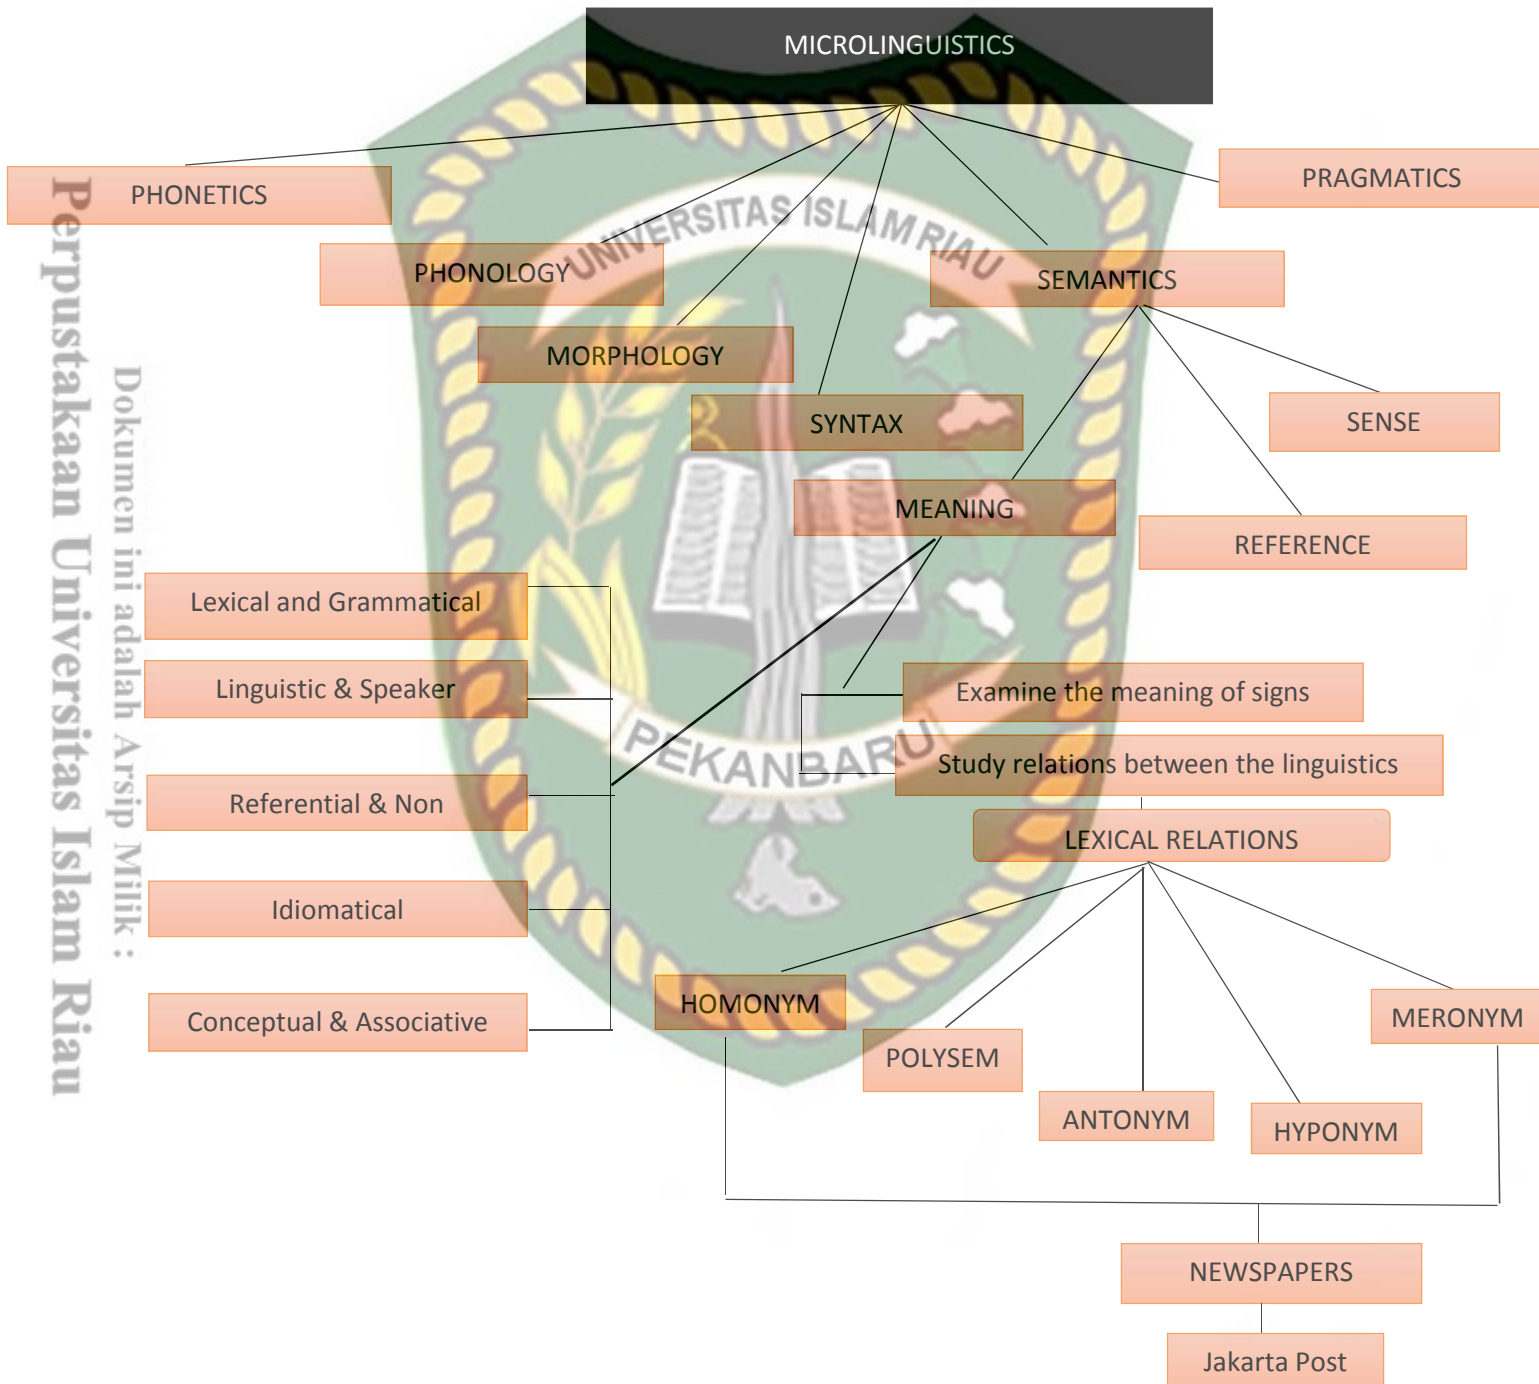 MICROLINGUISTICS
PHONETICS
PRAGMATICS
UNIVERSITAS ISLAM RIAU
PHONOLOGY
SEMANTICS
MORPHOLOGY
SYNTAX
SENSE
MEANING
REFERENCE
Lexical and Grammatical
Linguistic & Speaker
Examine the meaning of signs
PEKANBARU
Study relations between the linguistics
Referential & Non
LEXICAL RELATIONS
Idiomatical
HOMONYM
MERONYM
Conceptual & Associative
POLYSEM
ANTONYM
HYPONYM
NEWSPAPERS
Jakarta Post
Dokumen ini adalah Arsip Milik :
Perpustakaan Universitas Islam Riau